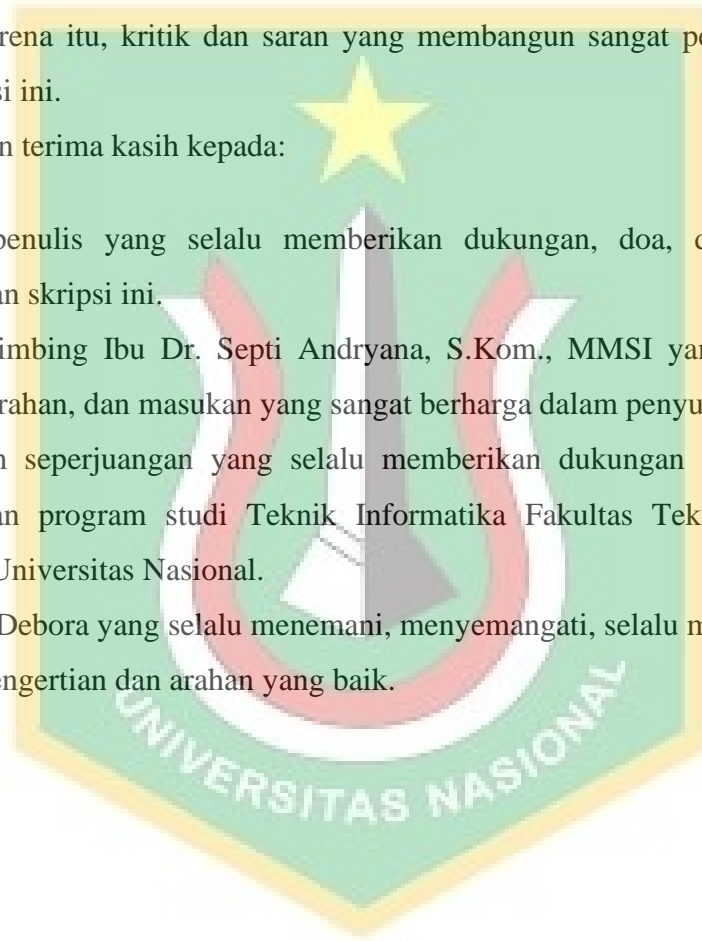 rena itu, kritik dan saran yang membangun sangat pe
si ini.
n terima kasih kepada:
penulis yang selalu memberikan dukungan, doa, d
an skripsi ini.
imbing Ibu Dr. Septi Andryana, S.Kom., MMSI yan
rahan, dan masukan yang sangat berharga dalam penyu
n seperjuangan yang selalu memberikan dukungan
an program studi Teknik Informatika Fakultas Tek
Universitas Nasional.
Debora yang selalu menemani, menyemangati, selalu m
engertian dan arahan yang baik.
UNIVERSITAS NASIONAL